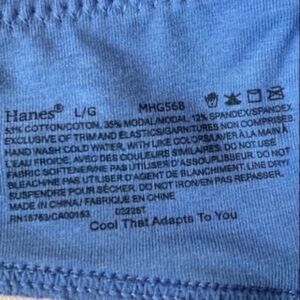 Hanes® L/G MHG568
53% COTTON/COTON, 35% MODAL/MODAL, 12% SPANDEX/SPANDEX
EXCLUSIVE OF TRIM AND ELASTICS/GARNITURES NON COMPRISES.
HAND WASH COLD WATER, WITH LIKE COLORS/LAVER À LA MAIN À
L'EAU FROIDE, AVEC DES COULEURS SIMILAIRES. DO NOT USE
FABRIC SOFTENER/NE PAS UTILISER D'ASSOUPLISSEUR. DO NOT
BLEACH/NE PAS UTILISER D'AGENT DE BLANCHIMENT. LINE DRY/
SUSPENDRE POUR SÉCHER. DO NOT IRON/NE PAS REPASSER.
MADE IN CHINA/ FABRIQUÉ EN CHINE
RN15763/CA00153 02225T
Cool That Adapts To You